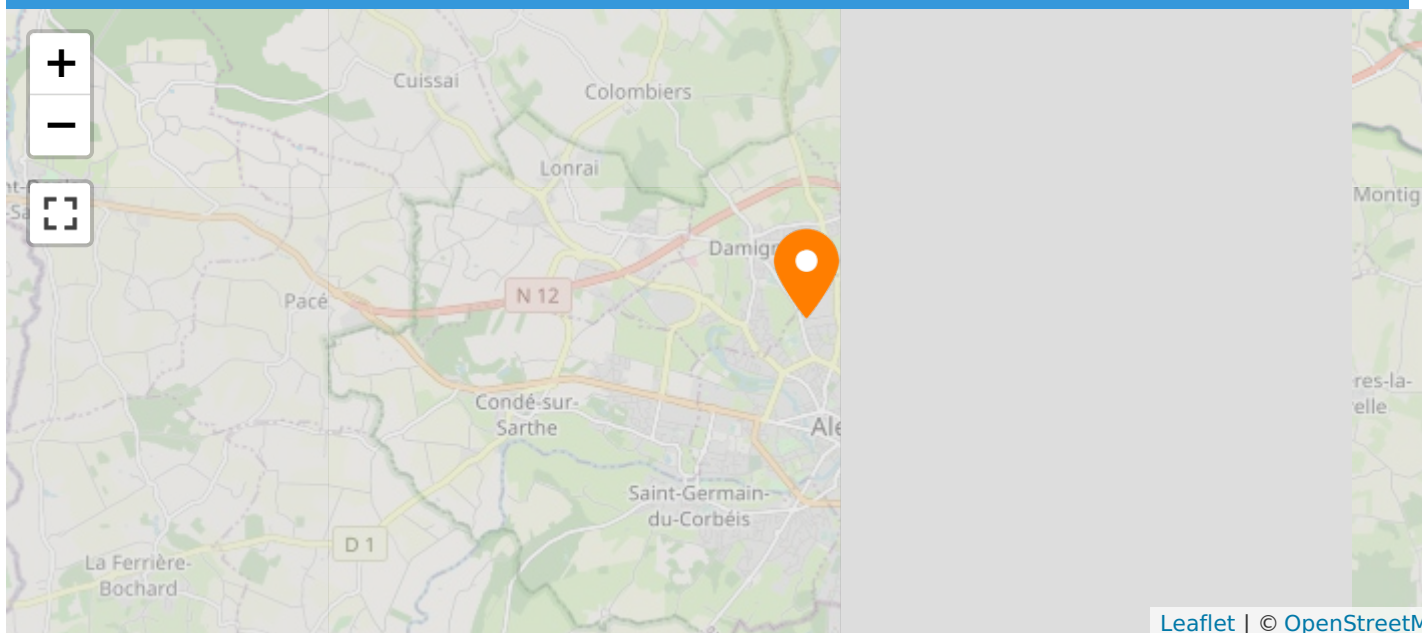 +
Cuissai
Colombiers
−
Lonrai
Montig
Damig
N 12
Pacé
res-la-
elle
Condé-sur-
Sarthe
Ale
Saint-Germain-
du-Corbéis
D 1
La Ferrière-
Bochard
Leaflet | © OpenStreetM